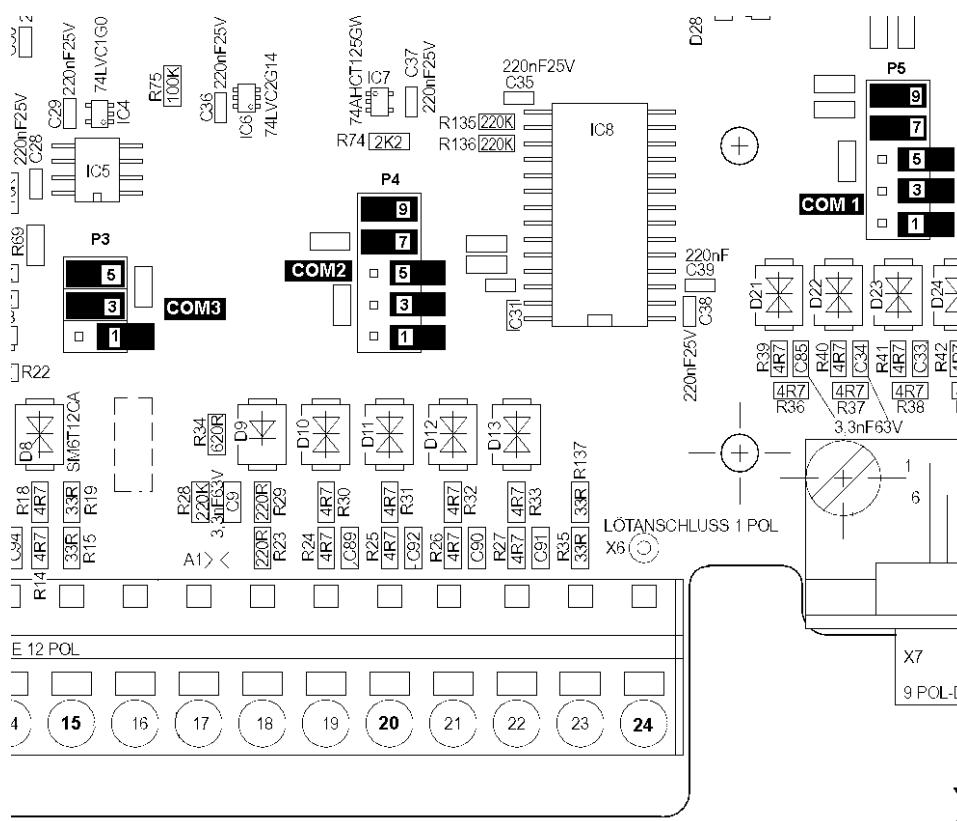 220nF25V
74LVC1G0
C29
IC4
220nF25V
C28
IC5
R75
100K
220nF25V
C36
IC6
74LVC2G14
74AHCT125GW
IC7
C37
220nF25V
R74
2K2
220nF25V
C35
R135
220K
R136
220K
IC8
D28
P5
9
7
5
3
1
COM 1
P4
9
7
5
3
1
COM2
P3
5
3
1
COM3
R69
R22
C31
220nF
C39
C38
220nF25V
D21
D22
D23
D24
R39
4R7
C85
R40
4R7
C34
R41
4R7
C33
R42
4R7
R36
4R7
R37
4R7
R38
3,3nF63V
D8
SM6T12CA
R34
620R
D9
D10
D11
D12
D13
R137
R18
4R7
33R
R19
R28
220K
3,3nF63V
C9
220R
R29
4R7
R30
4R7
R31
4R7
R32
4R7
R33
33R
C94
4R7
R14
33R
R15
A1
220R
R23
R24
4R7
C89
R25
4R7
C92
R26
4R7
C90
R27
4R7
C91
R35
33R
LÖTANSCHLUSS 1 POL
X6
1
6
E 12 POL
X7
9 POL-D
4
15
16
17
18
19
20
21
22
23
24